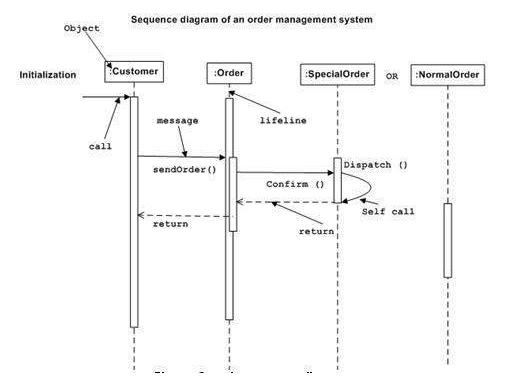 Sequence diagram of an order management system
Object
Initialization
:Customer
:Order
:SpecialOrder
OR
:NormalOrder
call
message
lifeline
sendOrder()
Dispatch ()
Confirm ()
Self call
return
return